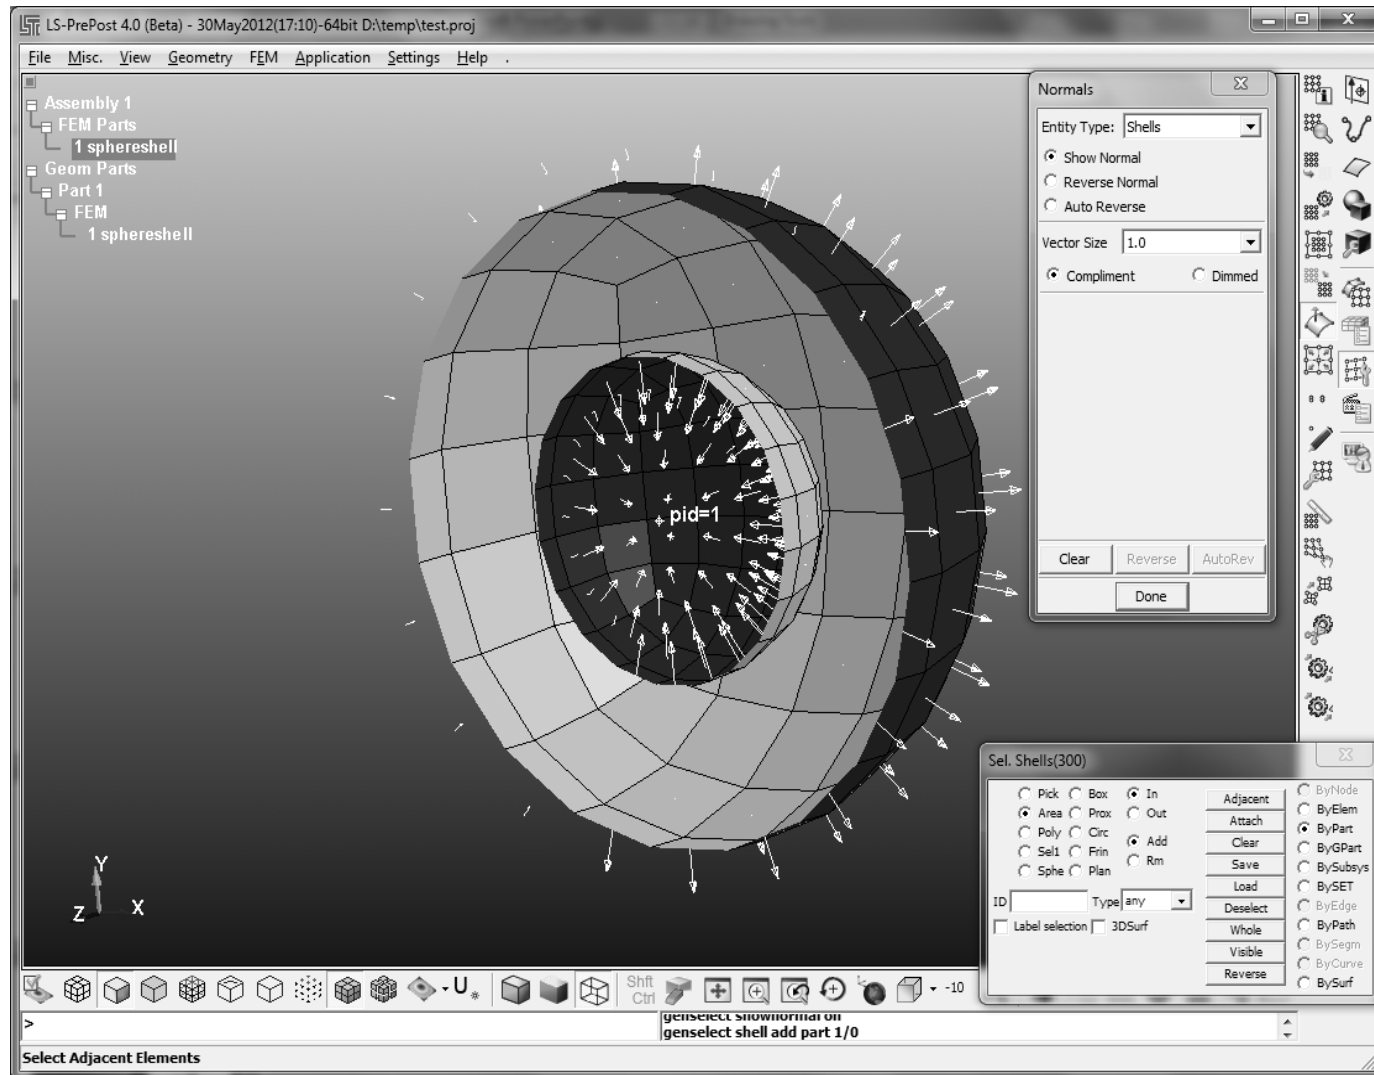 LS-PrePost 4.0 (Beta) - 30May2012(17:10)-64bit D:\temp\test.proj
File Misc. View Geometry FEM Application Settings Help .
Assembly 1
FEM Parts
1 sphereshell
Geom Parts
Part 1
FEM
1 sphereshell
pid=1
Y
Z X
Normals
Entity Type: Shells
Show Normal
Reverse Normal
Auto Reverse
Vector Size 1.0
Compliment Dimmed
Clear Reverse AutoRev
Done
Sel. Shells(300)
Pick Box In
Area Prox Out
Poly Circ
Add
Sel1 Frin
Rm
Sphe Plan
ID Type any
Label selection 3DSurf
Adjacent
Attach
Clear
Save
Load
Deselect
Whole
Visible
Reverse
ByNode
ByElem
ByPart
ByGPart
BySubsys
BySET
ByEdge
ByPath
BySegm
ByCurve
BySurf
Shft
Ctrl
-10
>
genselect shownormal on
genselect shell add part 1/0
Select Adjacent Elements